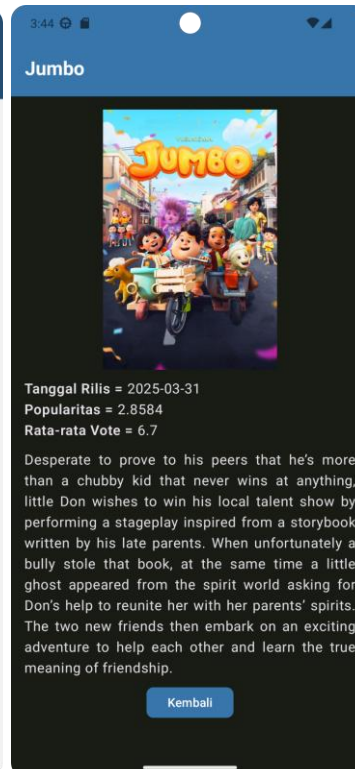 3:44
Jumbo
JUMBO
Tanggal Rilis = 2025-03-31
Popularitas = 2.8584
Rata-rata Vote = 6.7
Desperate to prove to his peers that he's more
than a chubby kid that never wins at anything,
little Don wishes to win his local talent show by
performing a stageplay inspired from a storybook
written by his late parents. When unfortunately a
bully stole that book, at the same time a little
ghost appeared from the spirit world asking for
Don's help to reunite her with her parents' spirits.
The two new friends then embark on an exciting
adventure to help each other and learn the true
meaning of friendship.
Kembali